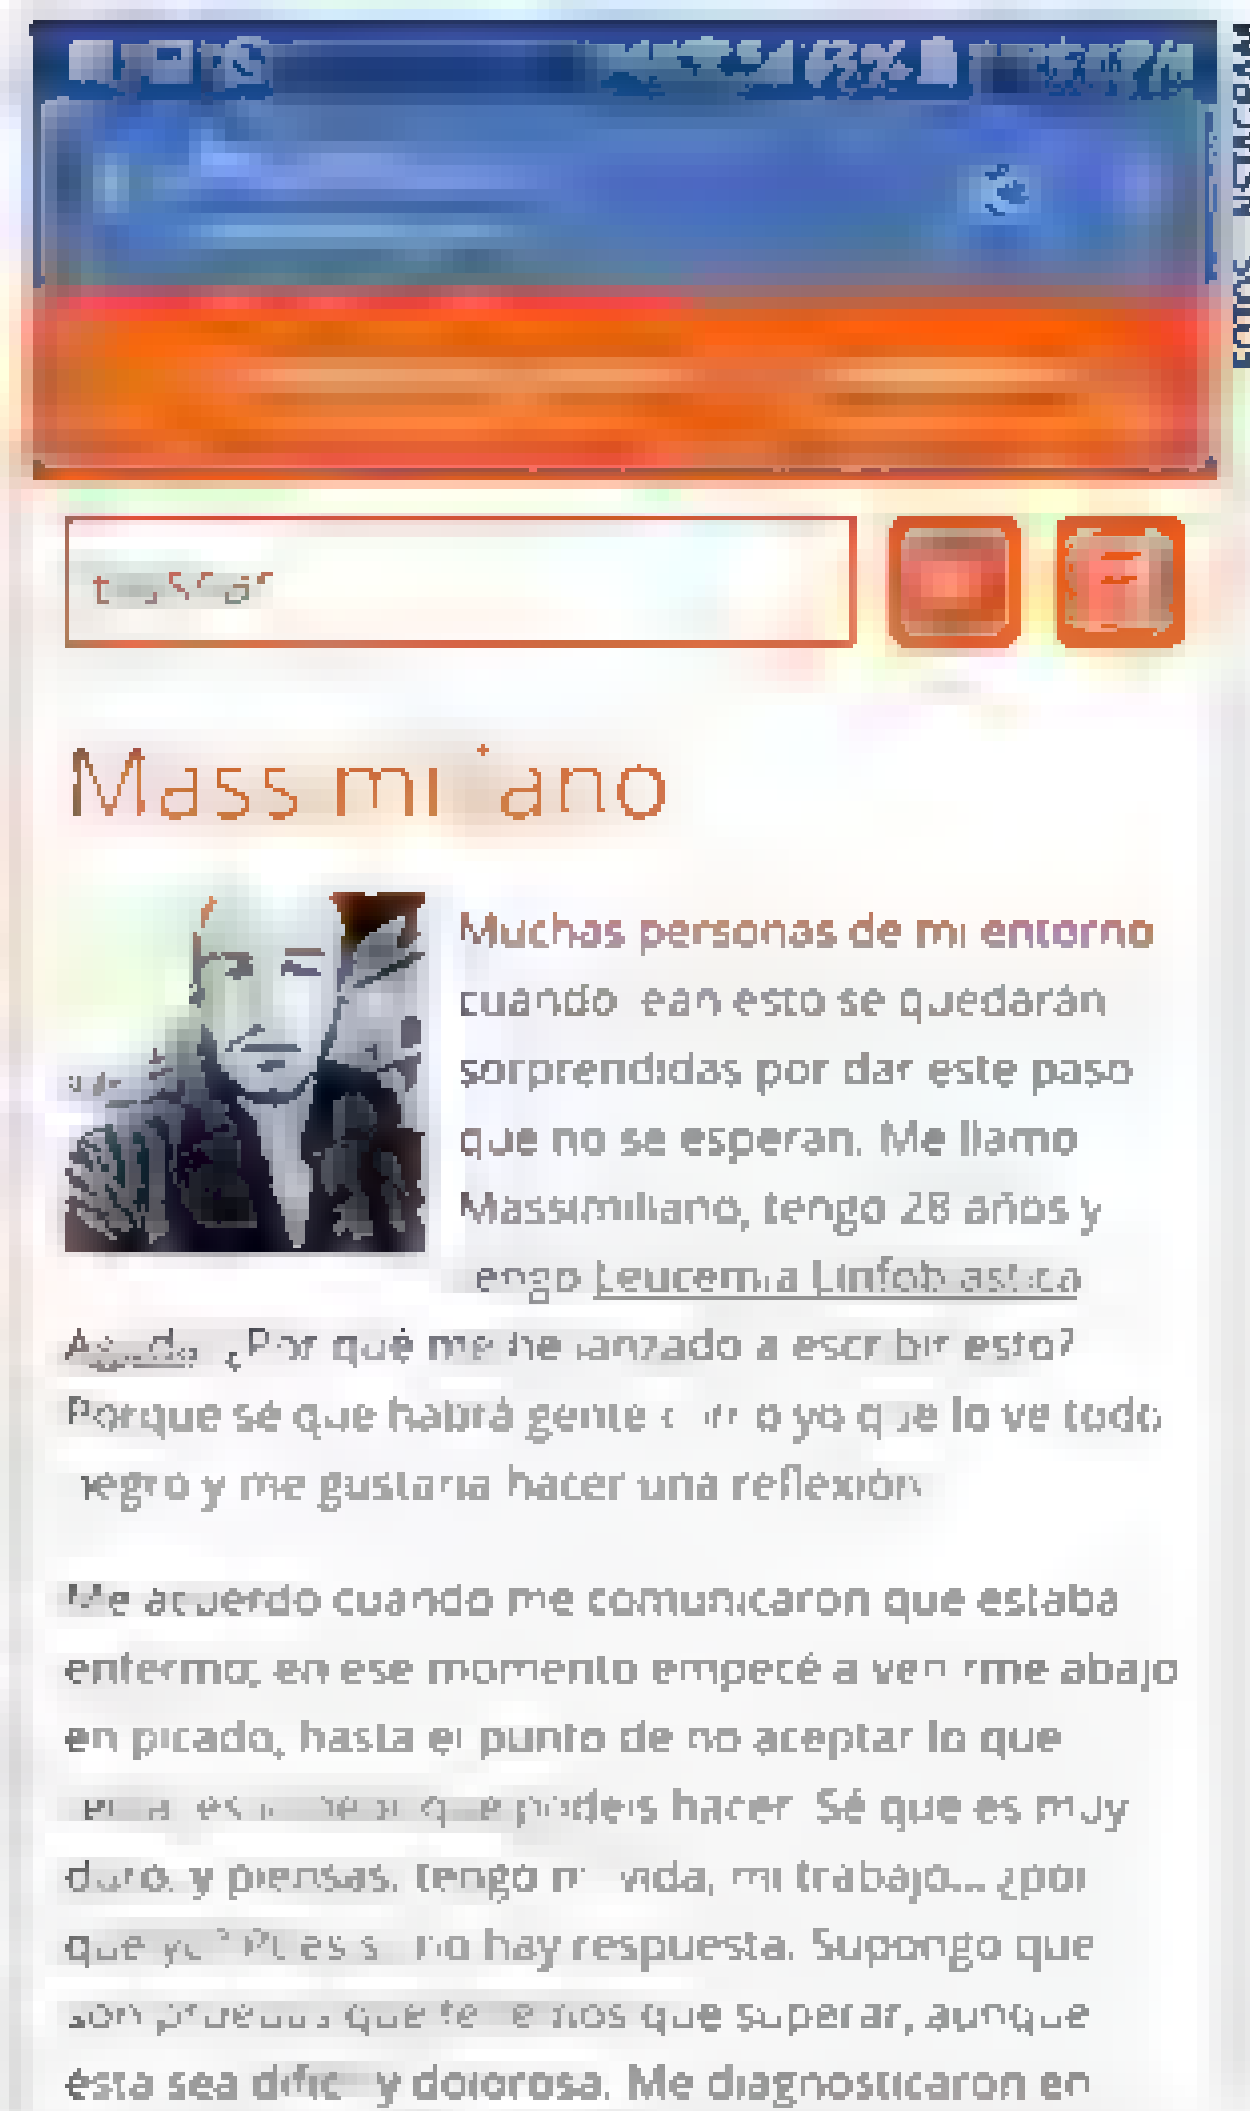 buscar
Massimiliano
Muchas personas de mi entorno
cuando lean esto se quedarán
sorprendidas por dar este paso
que no se esperan. Me llamo
Massimiliano, tengo 28 años y
tengo Leucemia Linfoblástica
Aguda. ¿Por qué me he lanzado a escribir esto?
Porque sé que habrá gente como yo que lo ve todo
negro y me gustaría hacer una reflexión.
Me acuerdo cuando me comunicaron que estaba
enfermo, en ese momento empecé a venirme abajo
en picado, hasta el punto de no aceptar lo que
que podéis hacer. Sé que es muy
duro, y piensas, tengo mi vida, mi trabajo... ¿por
que yo? Pues no hay respuesta. Supongo que
son pruebas que tenemos que superar, aunque
ésta sea difícil y dolorosa. Me diagnosticaron en